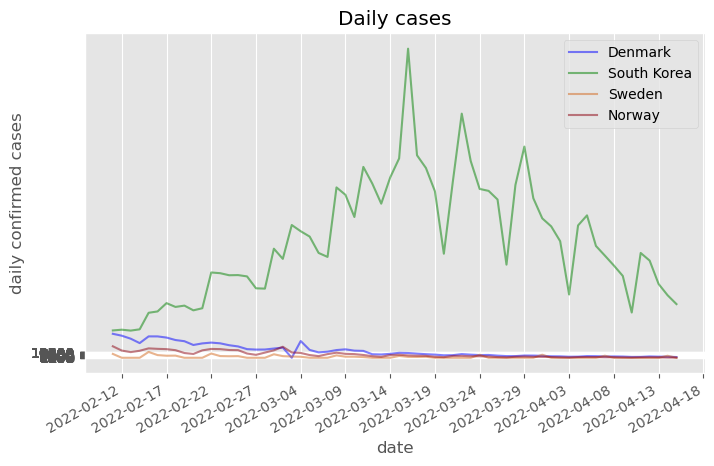 Daily cases
Denmark
South Korea
Sweden
Norway
daily confirmed cases
2022-02-12
2022-02-17
2022-02-22
2022-02-27
2022-03-04
2022-03-09
2022-03-14
2022-03-19
2022-03-24
2022-03-29
2022-04-03
2022-04-08
2022-04-13
2022-04-18
date